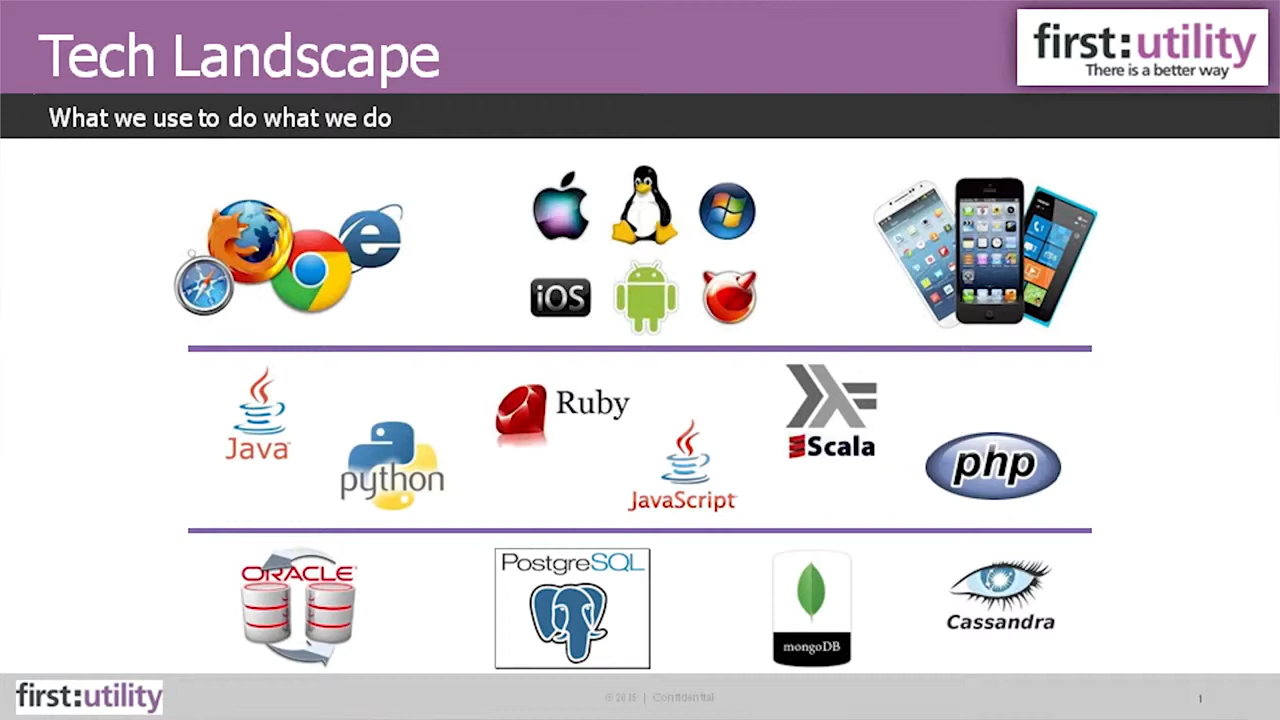 Tech Landscape
first:utility
There is a better way
What we use to do what we do
iOS
Java
python
Ruby
JavaScript
Scala
php
ORACLE
PostgreSQL
mongoDB
Cassandra
first:utility
© 2015 | Confidential
1